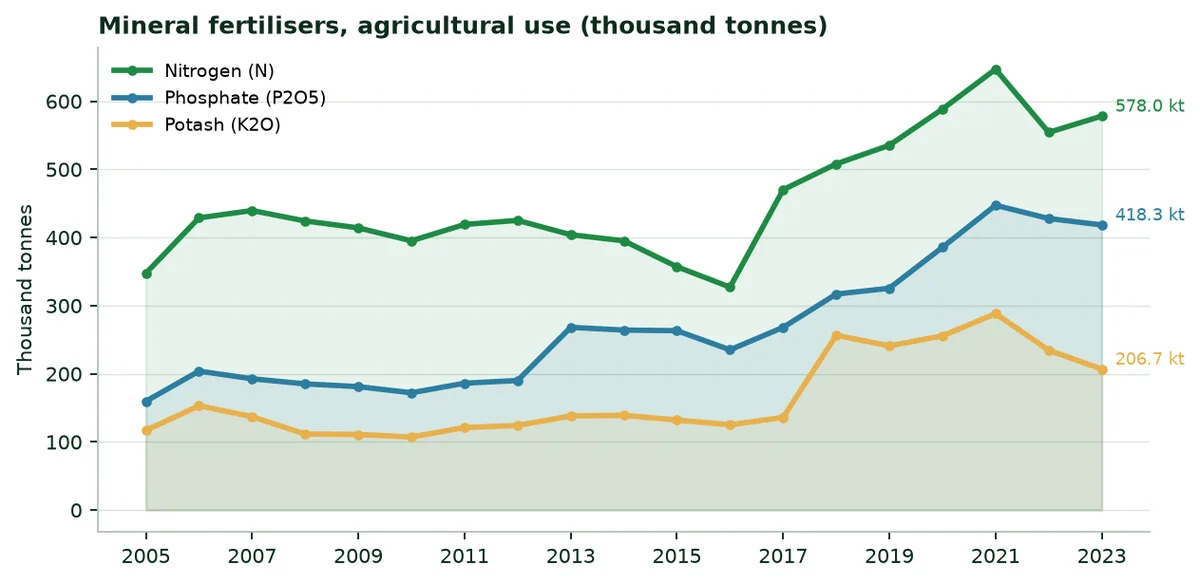 Mineral fertilisers, agricultural use (thousand tonnes)
Nitrogen (N)
Phosphate (P2O5)
Potash (K2O)
Thousand tonnes
600
500
400
300
200
100
0
578.0 kt
418.3 kt
206.7 kt
2005 2007 2009 2011 2013 2015 2017 2019 2021 2023